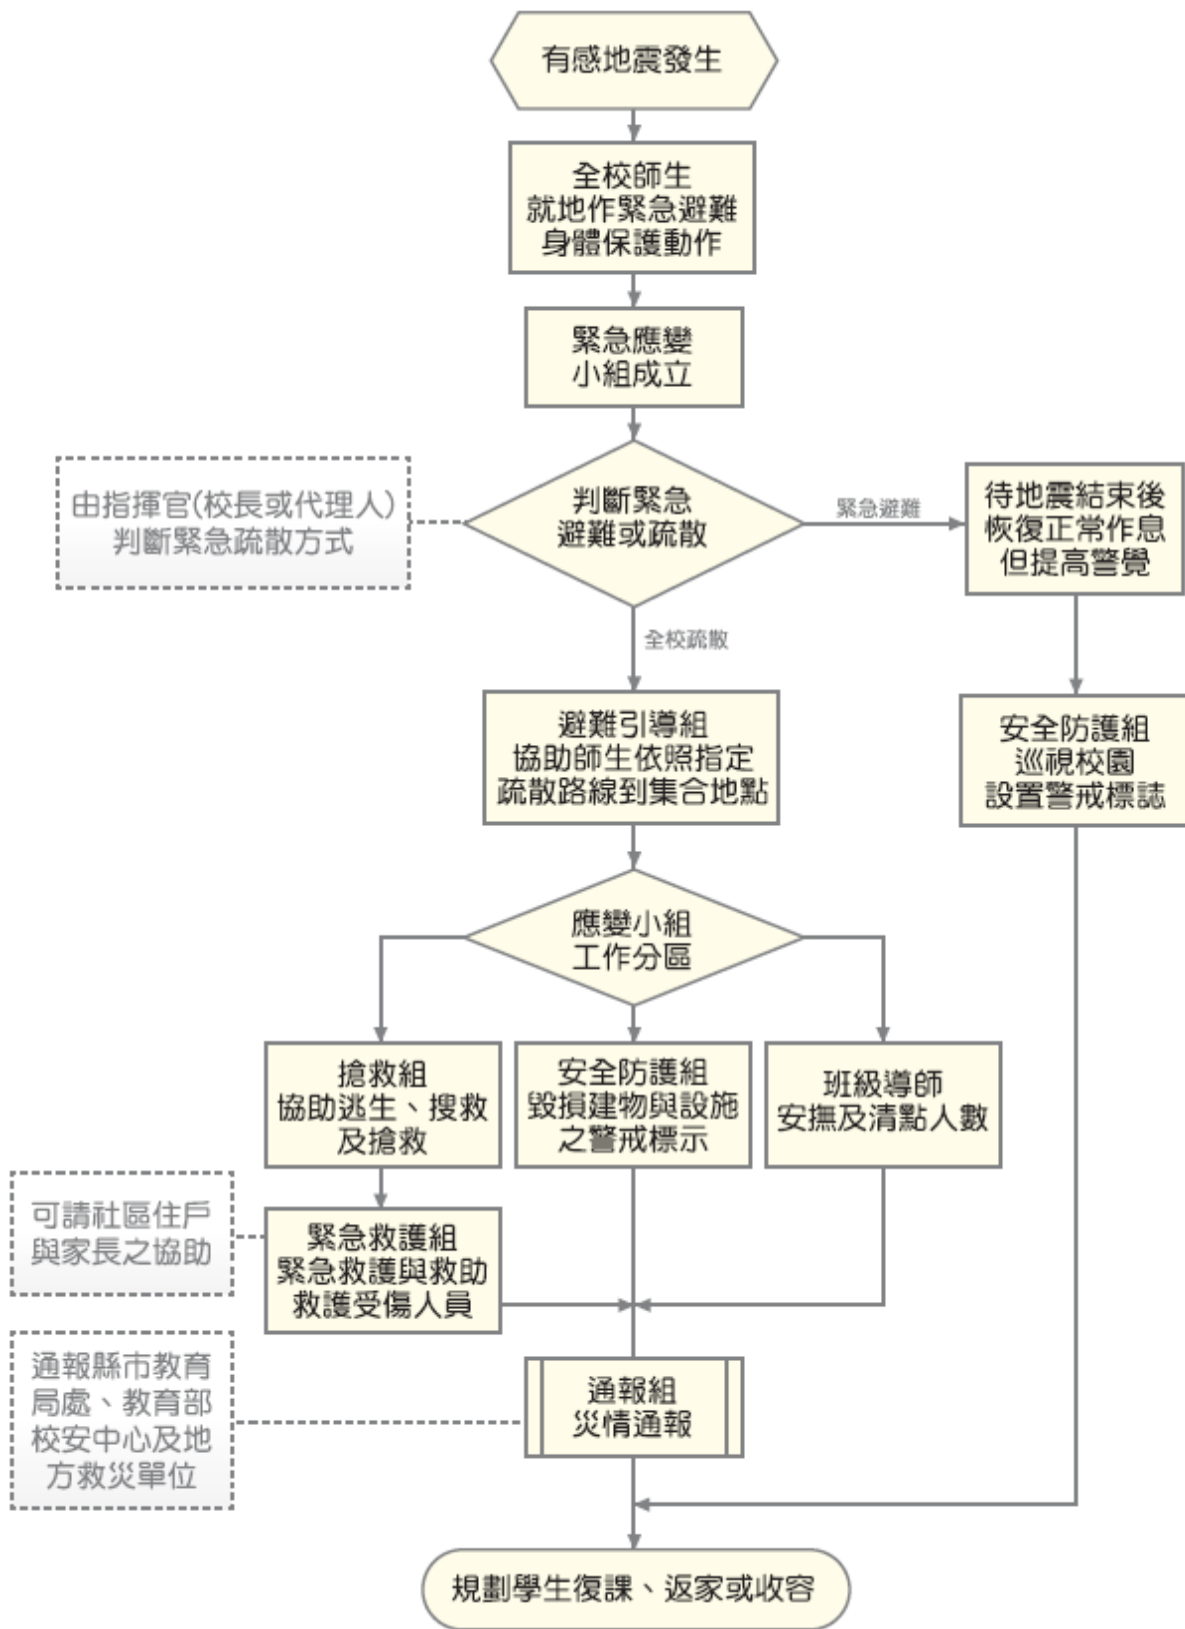 有感地震發生
全校師生
就地作緊急避難
身體保護動作
緊急應變
小組成立
由指揮官(校長或代理人)
判斷緊急疏散方式
判斷緊急
避難或疏散
緊急避難
待地震結束後
恢復正常作息
但提高警覺
全校疏散
避難引導組
協助師生依照指定
疏散路線到集合地點
安全防護組
巡視校園
設置警戒標誌
應變小組
工作分區
搶救組
協助逃生、搜救
及搶救
安全防護組
毀損建物與設施
之警戒標示
班級導師
安撫及清點人數
可請社區住戶
與家長之協助
緊急救護組
緊急救護與救助
救護受傷人員
通報縣市教育
局處、教育部
校安中心及地
方救災單位
通報組
災情通報
規劃學生復課、返家或收容